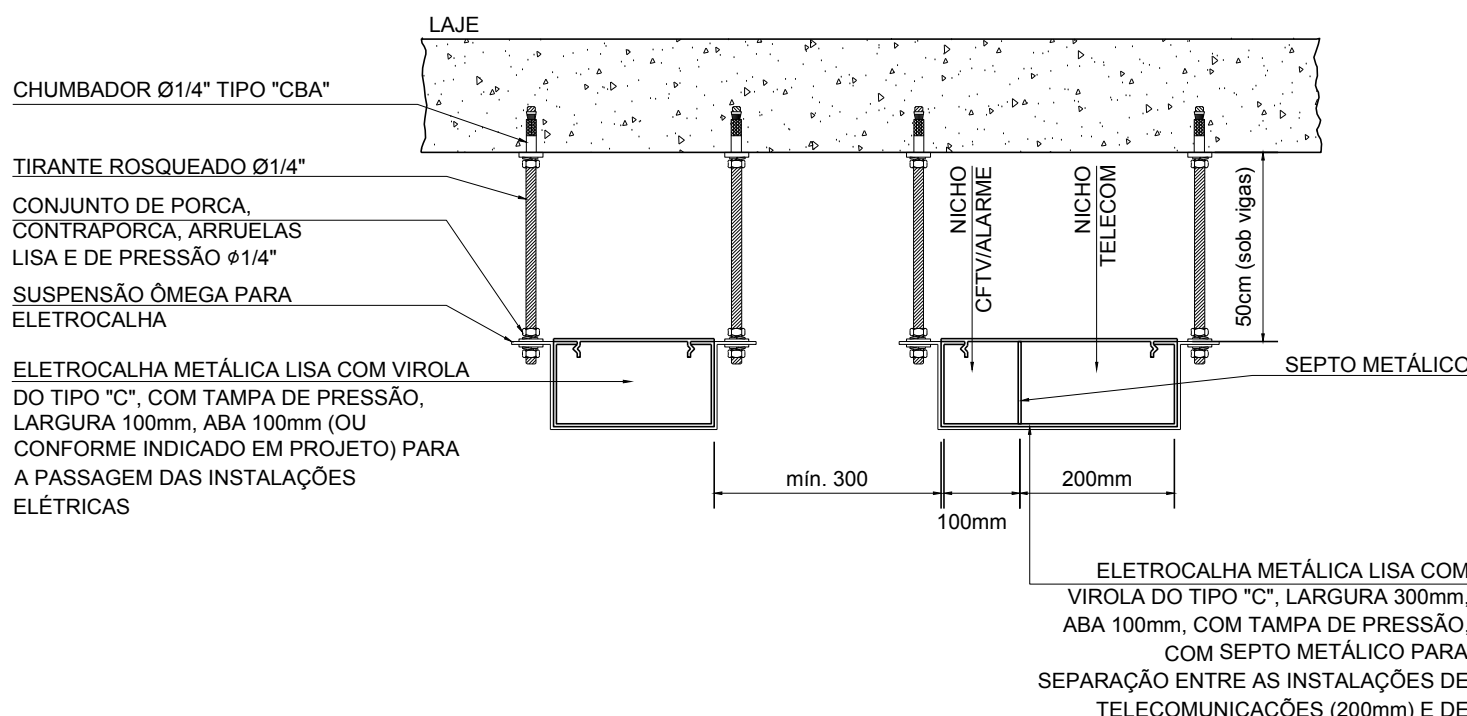 LAJE
CHUMBADOR Ø1/4" TIPO "CBA"
TIRANTE ROSQUEADO Ø1/4"
CONJUNTO DE PORCA,
CONTRAPORCA, ARRUELAS
LISA E DE PRESSÃO ø1/4"
SUSPENSÃO ÔMEGA PARA
ELETROCALHA
ELETROCALHA METÁLICA LISA COM VIROLA
DO TIPO "C", COM TAMPA DE PRESSÃO,
LARGURA 100mm, ABA 100mm (OU
CONFORME INDICADO EM PROJETO) PARA
A PASSAGEM DAS INSTALAÇÕES
ELÉTRICAS
NICHO
CFTV/ALARME
NICHO
TELECOM
50cm (sob vigas)
SEPTO METÁLICO
mín. 300
100mm
200mm
ELETROCALHA METÁLICA LISA COM
VIROLA DO TIPO "C", LARGURA 300mm,
ABA 100mm, COM TAMPA DE PRESSÃO,
COM SEPTO METÁLICO PARA
SEPARAÇÃO ENTRE AS INSTALAÇÕES DE
TELECOMUNICAÇÕES (200mm) E DE